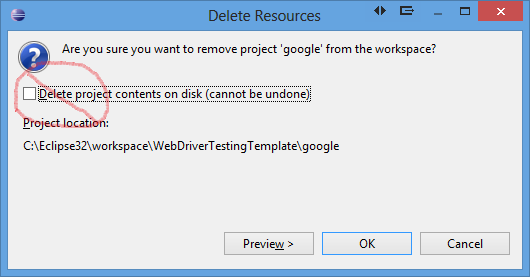 Delete Resources
Are you sure you want to remove project 'google' from the workspace?
Delete project contents on disk (cannot be undone)
Project location:
C:\Eclipse32\workspace\WebDriverTestingTemplate\google
Preview >
OK
Cancel